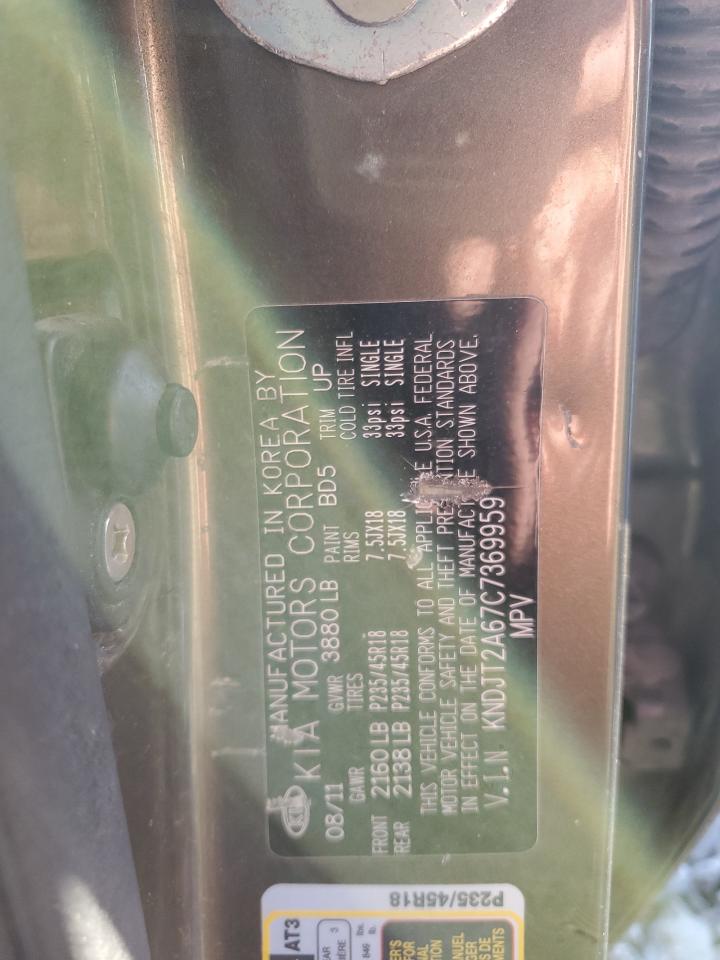 MANUFACTURED IN KOREA BY
KIA KIA MOTORS CORPORATION
08/11 GVWR 3880 LB PAINT BD5 TRIM UP
GAWR TIRES RIMS COLD TIRE INFL
FRONT 2160 LB P235/45R18 7.5JX18 33psi SINGLE
REAR 2138 LB P235/45R18 7.5JX18 33psi SINGLE
THIS VEHICLE CONFORMS TO ALL APPLI U.S.A. FEDERAL
MOTOR VEHICLE SAFETY AND THEFT PRE TION STANDARDS
IN EFFECT ON THE DATE OF MANUFACT E SHOWN ABOVE.
V.I.N KNDJT2A67C7369959
MPV
P235/45R18
AT3